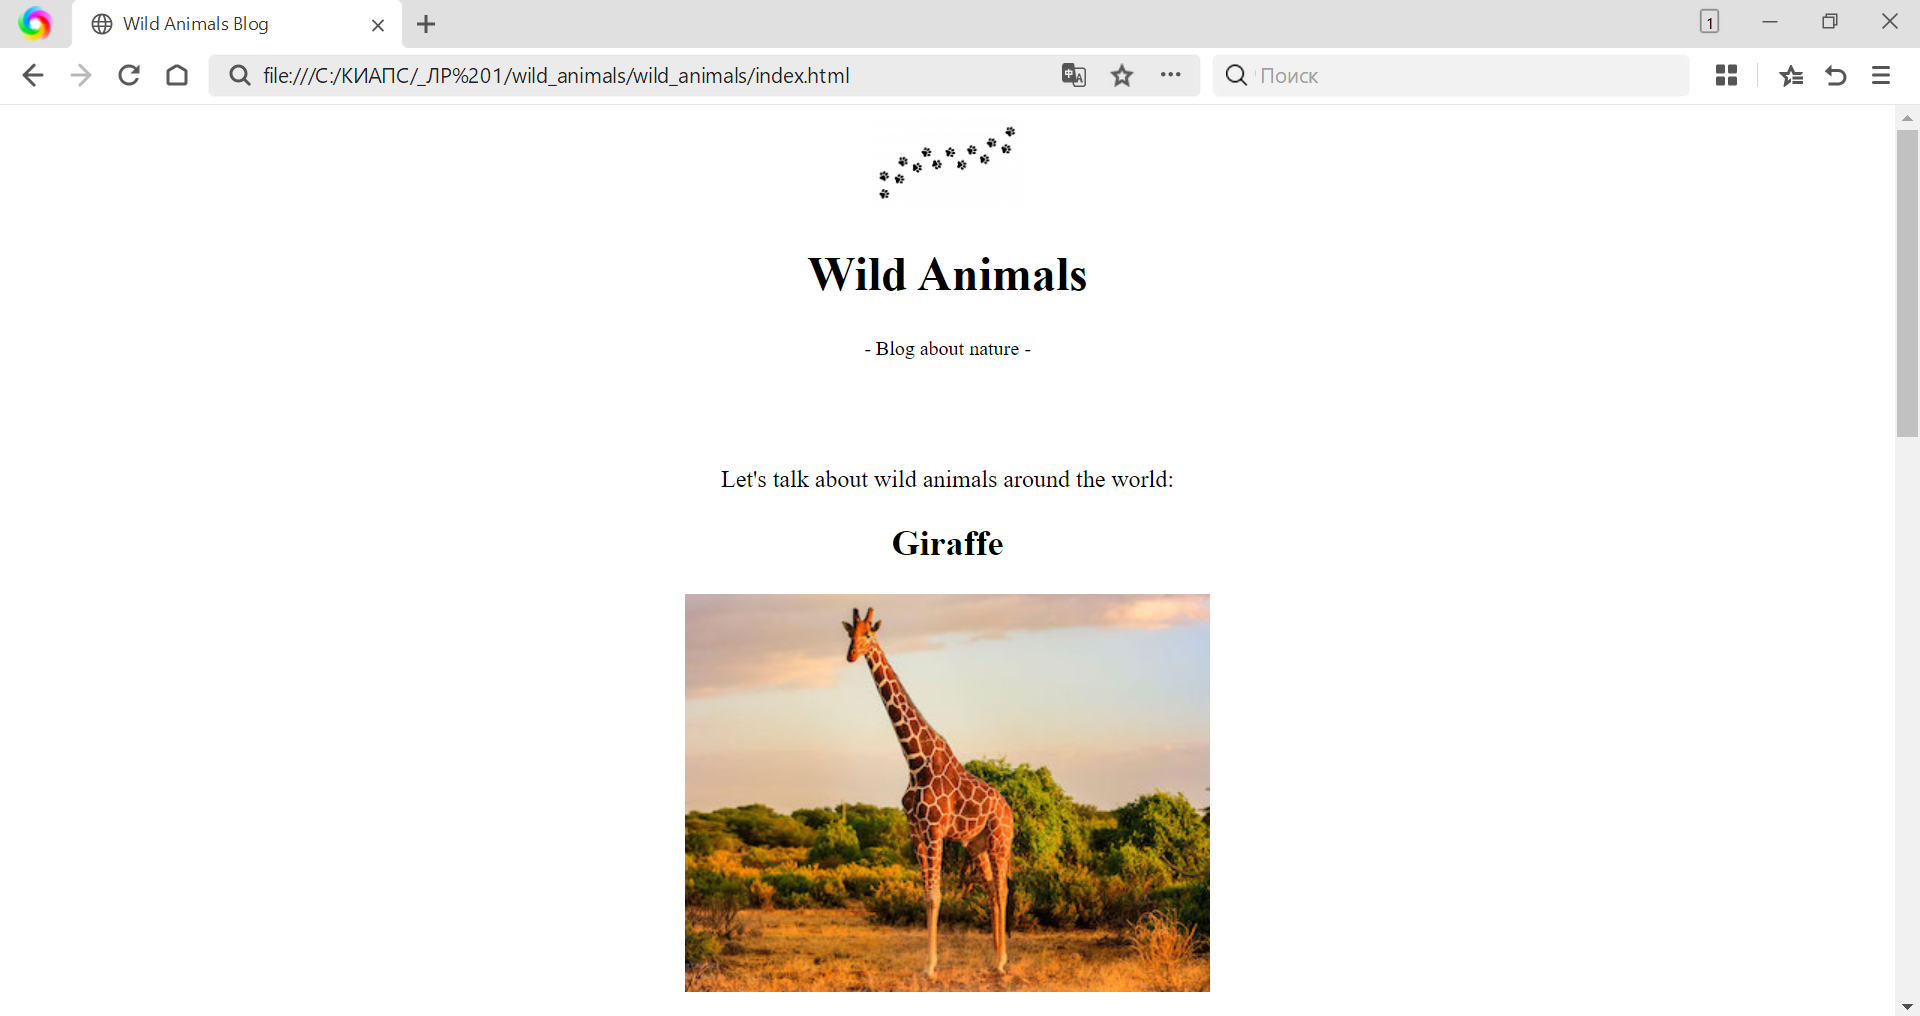 Wild Animals Blog
1
file:///C:/КИАПС/_ЛР%201/wild_animals/wild_animals/index.html
Поиск
Wild Animals
- Blog about nature -
Let's talk about wild animals around the world:
Giraffe